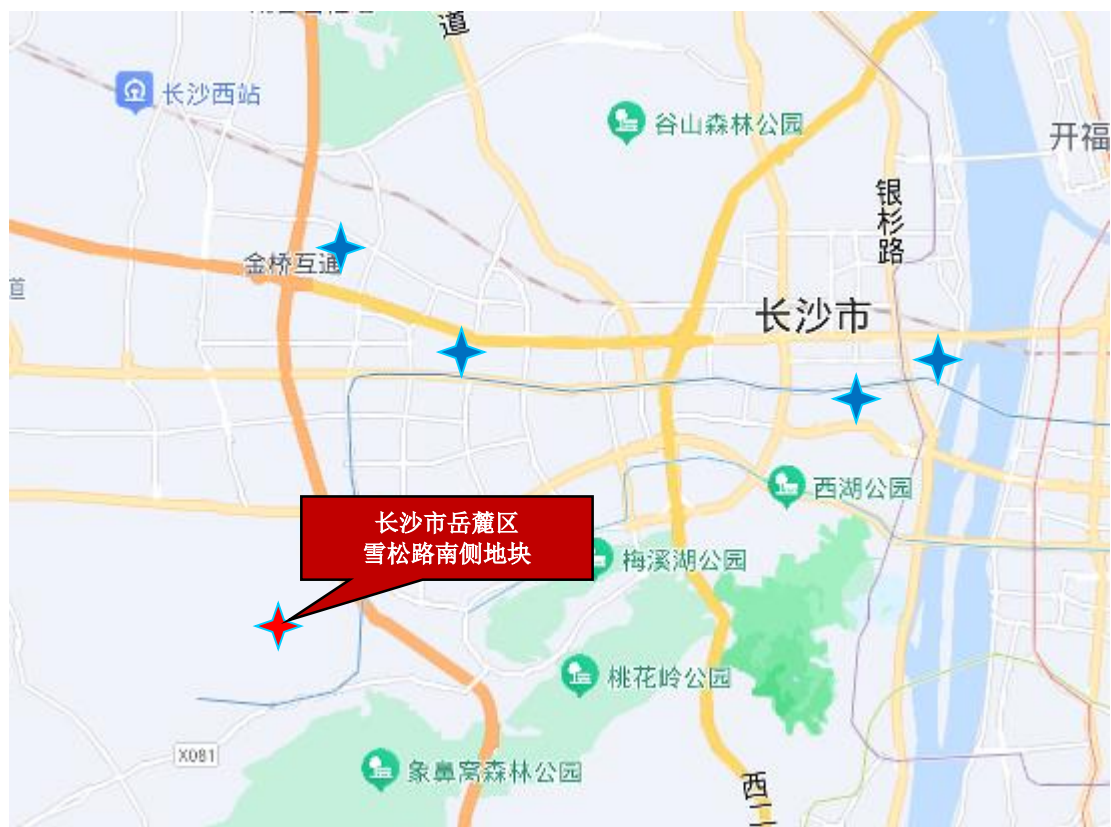 道
长沙西站
谷山森林公园
开福
银杉路
金桥互通
道
长沙市
西湖公园
长沙市岳麓区
雪松路南侧地块
梅溪湖公园
桃花岭公园
X081
象鼻窝森林公园
西二